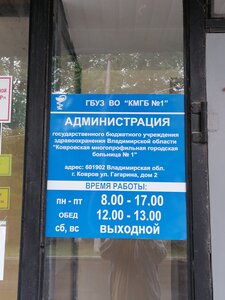 ГБУЗ ВО "КМГБ №1"
АДМИНИСТРАЦИЯ
государственного бюджетного учреждения
здравоохранения Владимирской области
"Ковровская многопрофильная городская
больница № 1"
адрес: 601902 Владимирская обл.
г. Ковров ул. Гагарина, дом 2
ВРЕМЯ РАБОТЫ:
ПН - ПТ 8.00 - 17.00
ОБЕД 12.00 - 13.00
СБ, ВС ВЫХОДНОЙ